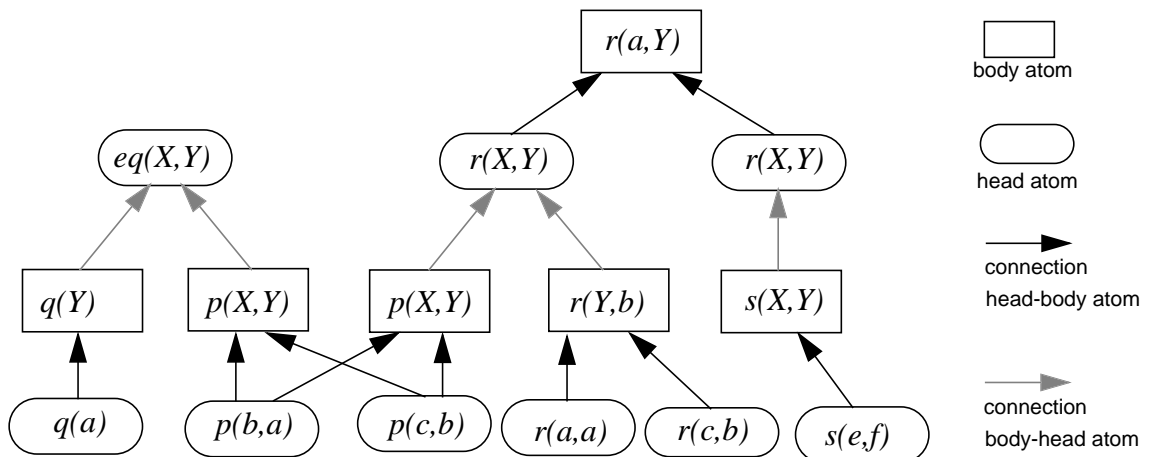 r(a,Y)
body atom
eq(X,Y)
r(X,Y)
r(X,Y)
head atom
q(Y)
p(X,Y)
p(X,Y)
r(Y,b)
s(X,Y)
connection
head-body atom
q(a)
p(b,a)
p(c,b)
r(a,a)
r(c,b)
s(e,f)
connection
body-head atom